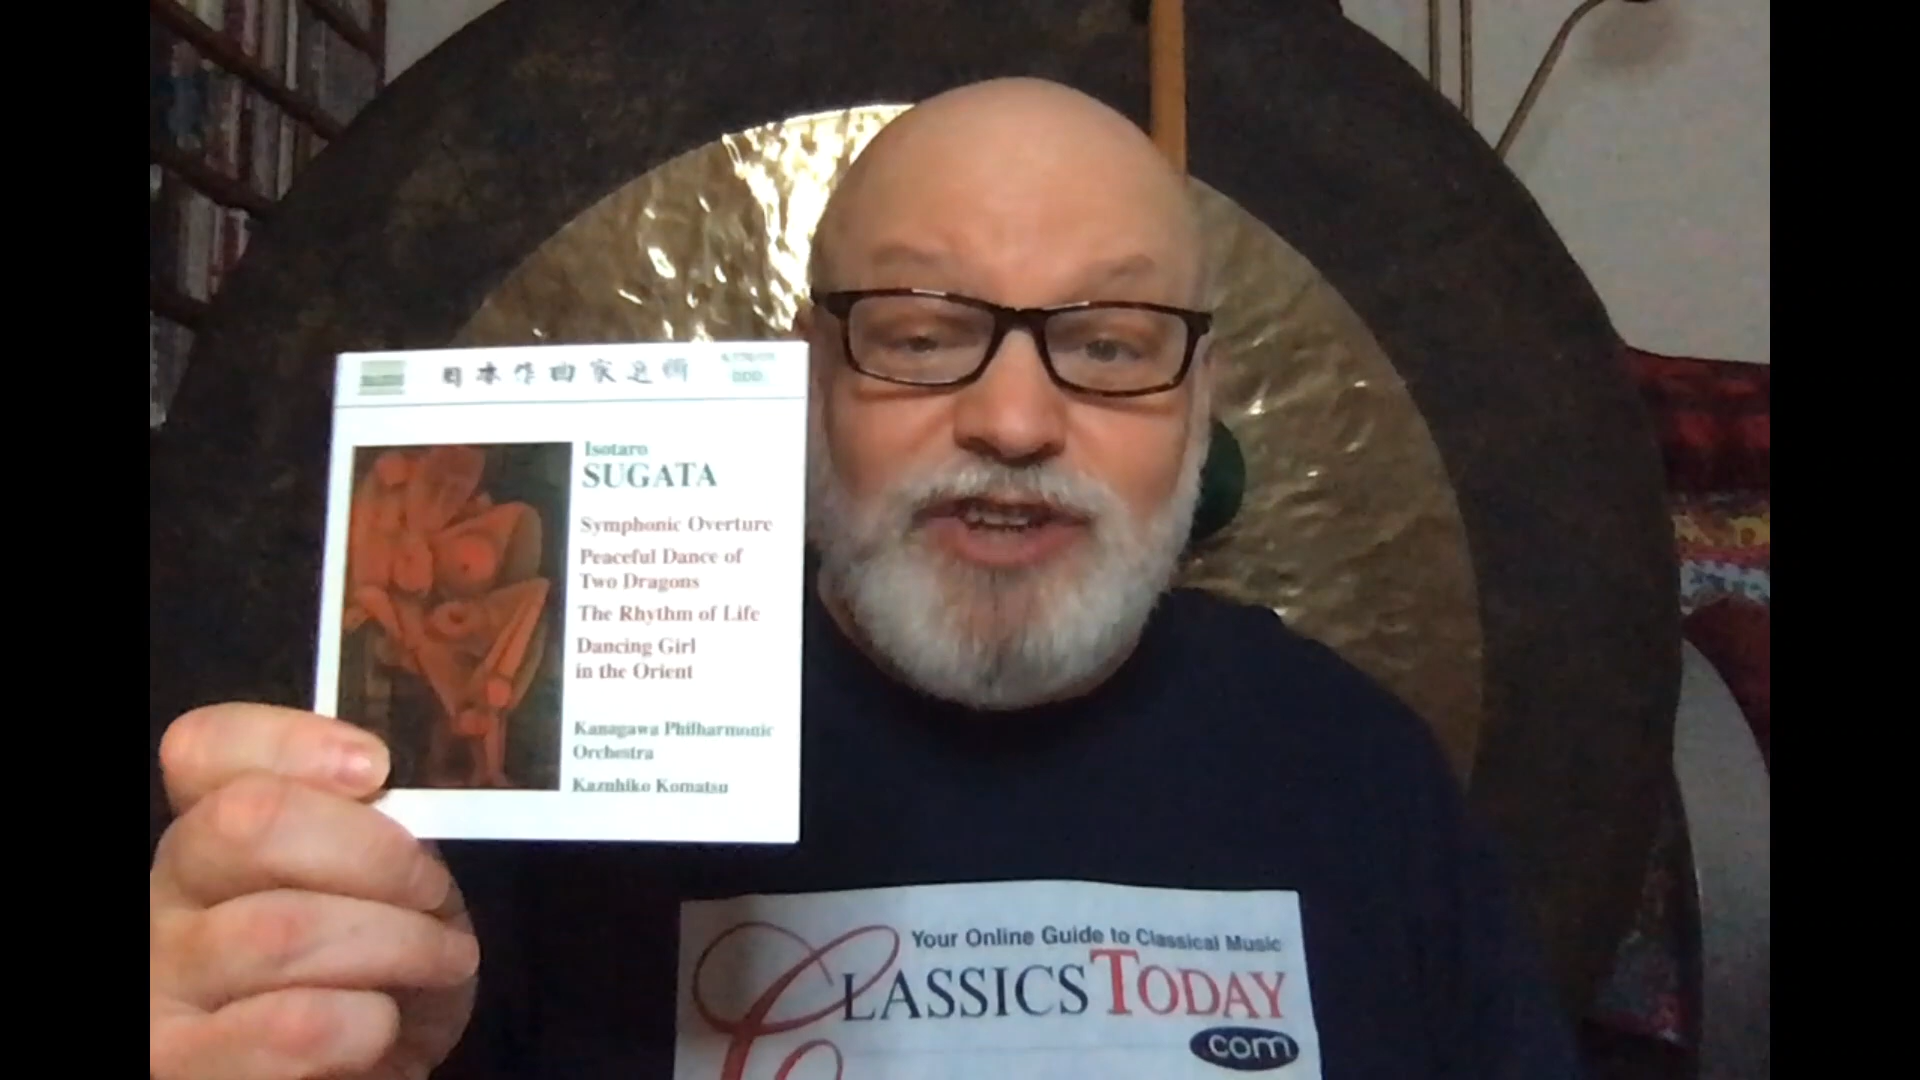 日本作曲家選輯
DDD
Isotaro
SUGATA
Symphonic Overture
Peaceful Dance of
Two Dragons
The Rhythm of Life
Dancing Girl
in the Orient
Kanagawa Philharmonic
Orchestra
Kazuhiko Komatsu
Your Online Guide to Classical Music
CLASSICSTODAY
com